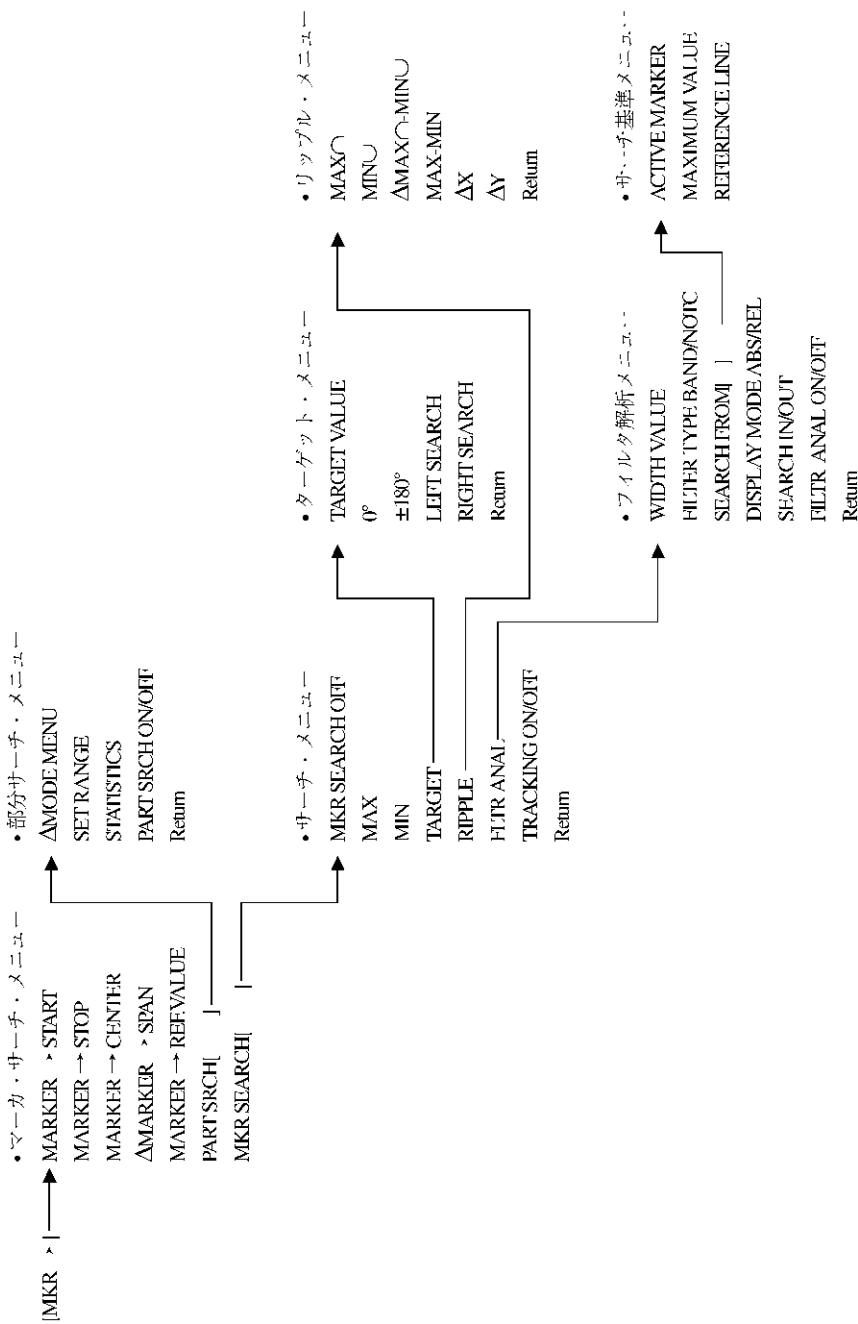 [MKR →]
•マーカ・サーチ・メニュー
MARKER → START
MARKER → STOP
MARKER → CENTER
ΔMARKER → SPAN
MARKER → REF.VALUE
PART SRCH[ ]
MKR SEARCH[ ]
•部分サーチ・メニュー
ΔMODE MENU
SET RANGE
STATISTICS
PART SRCH ON/OFF
Return
•サーチ・メニュー
MKR SEARCH OFF
MAX
MIN
TARGET
RIPPLE
FLTR ANAL
TRACKING ON/OFF
Return
•ターゲット・メニュー
TARGET VALUE
0°
±180°
LEFT SEARCH
RIGHT SEARCH
Return
•リップル・メニュー
MAX∩
MIN∪
ΔMAX∩-MIN∪
MAX-MIN
ΔX
ΔY
Return
•フィルタ解析メニュー
WIDTH VALUE
FILTER TYPE BAND/NOTC
SEARCH FROM[ ]
DISPLAY MODE ABS/REL
SEARCH IN/OUT
FILTR ANAL ON/OFF
Return
•サーチ基準メニュー
ACTIVE MARKER
MAXIMUM VALUE
REFERENCE LINE